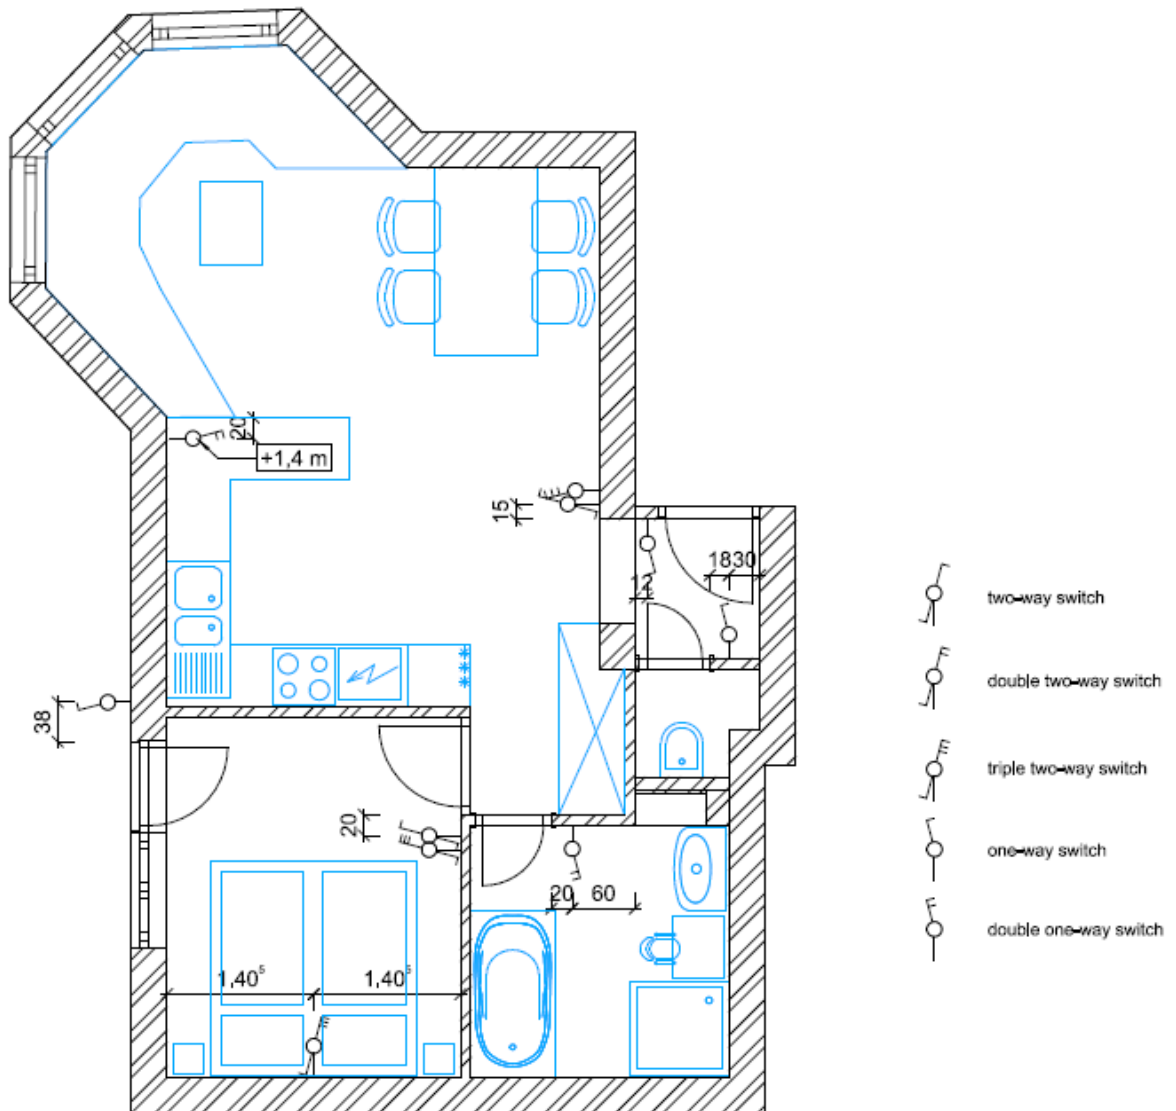 20
+1,4 m
15
1830
12
two-way switch
double two-way switch
38
triple two-way switch
20
one-way switch
20 60
double one-way switch
1,40⁵ 1,40⁵